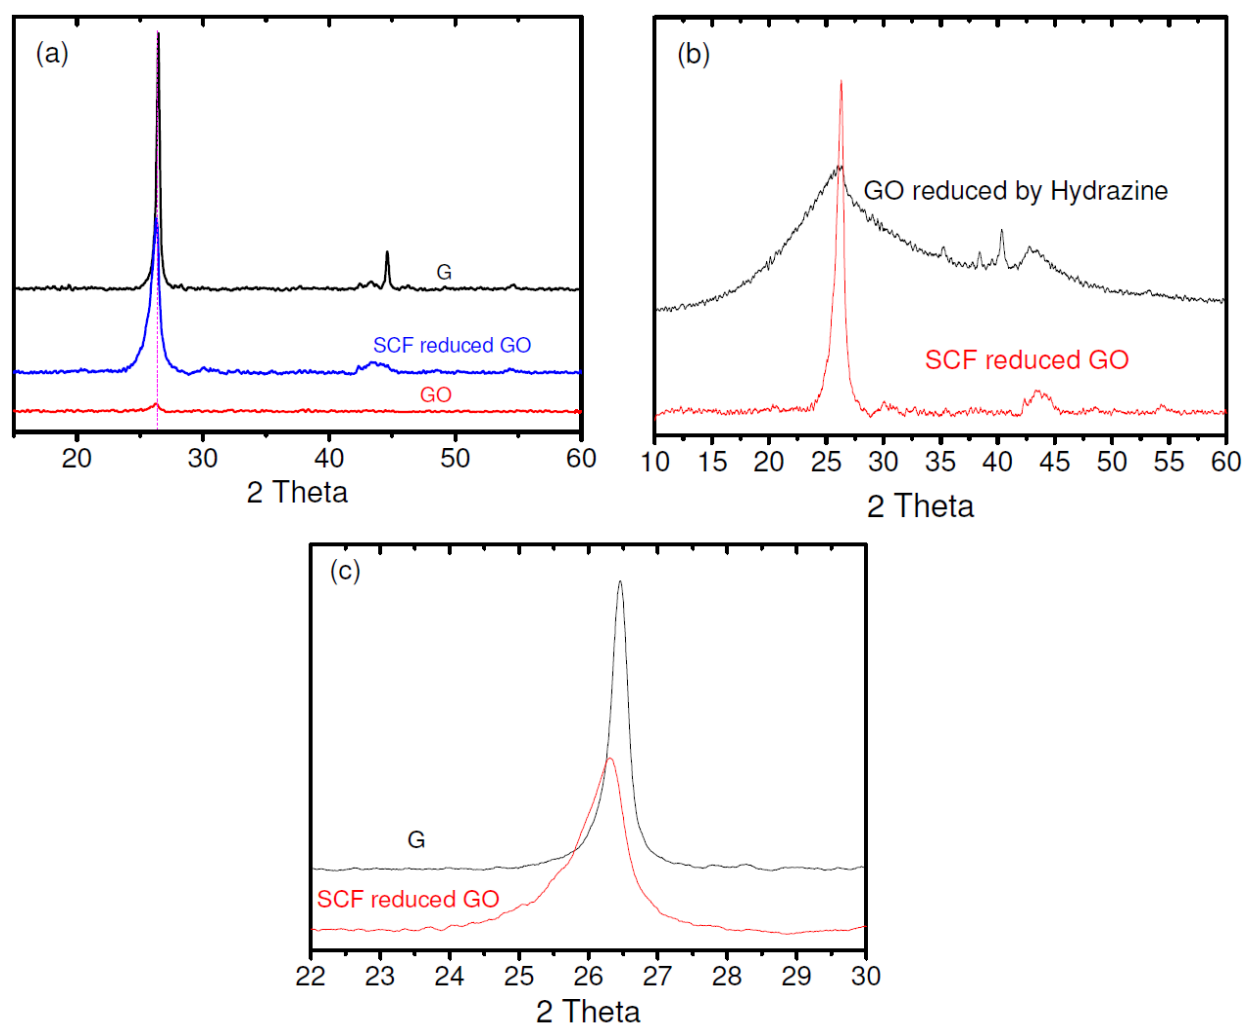 (a)
G
SCF reduced GO
GO
20 30 40 50 60
2 Theta
(b)
GO reduced by Hydrazine
SCF reduced GO
10 15 20 25 30 35 40 45 50 55 60
2 Theta
(c)
G
SCF reduced GO
22 23 24 25 26 27 28 29 30
2 Theta